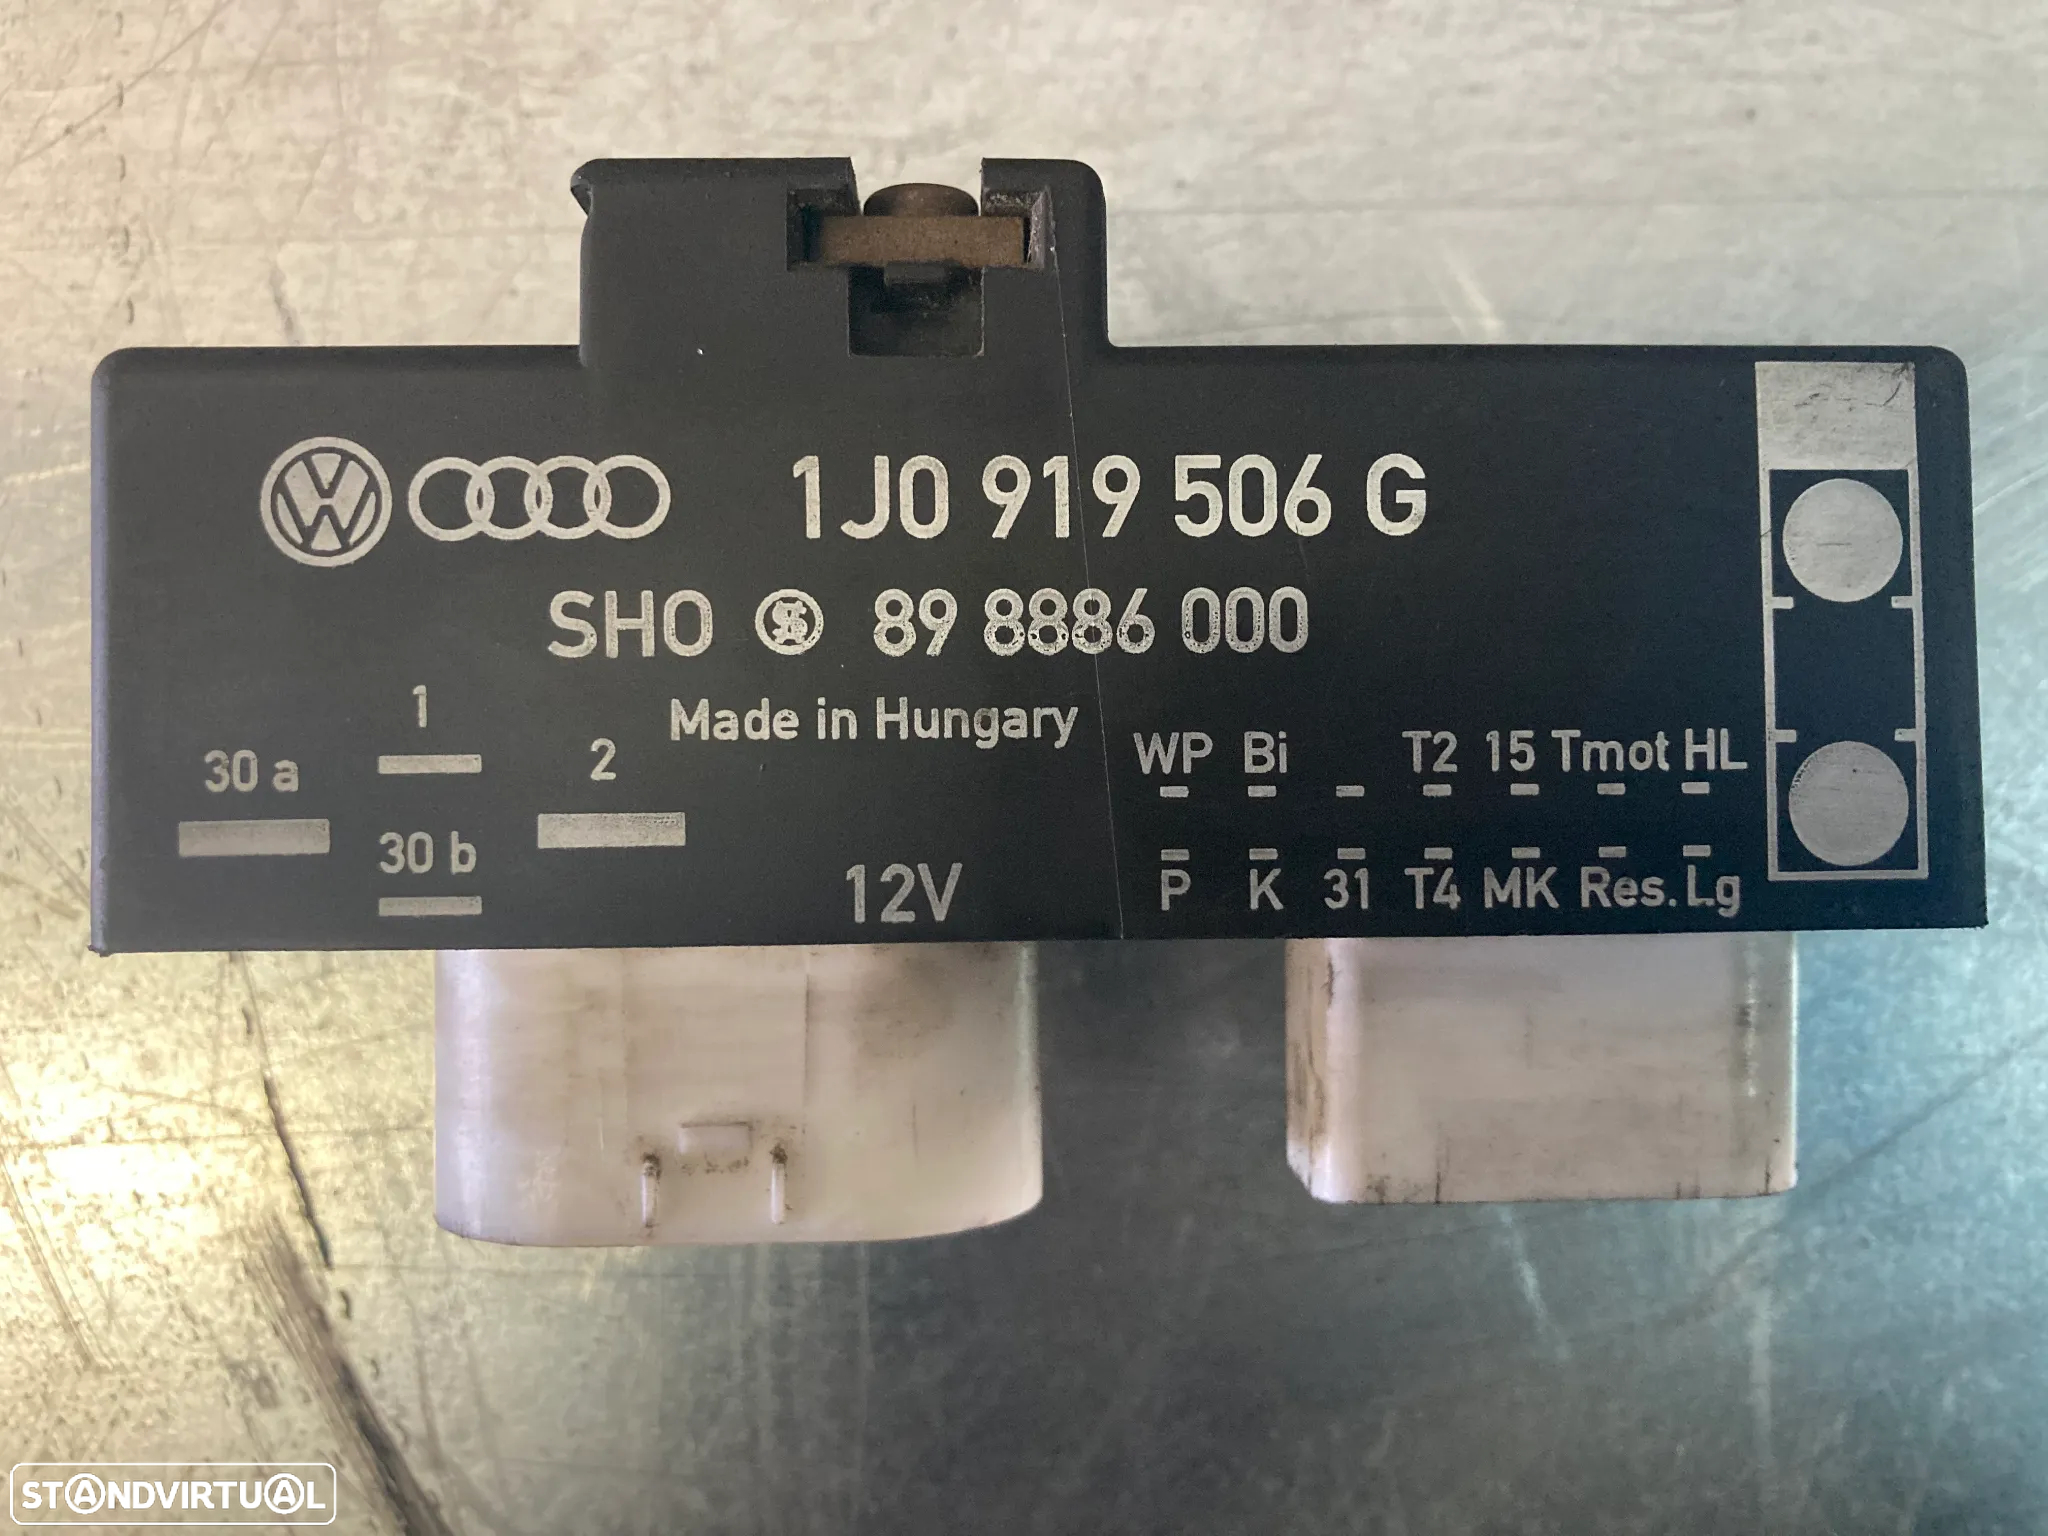 1J0 919 506 G
SHO 89 8886 000
Made in Hungary
1
30 a
2
30 b
12V
WP Bi T2 15 Tmot HL
P K 31 T4 MK Res. Lg
STANDVIRTUAL